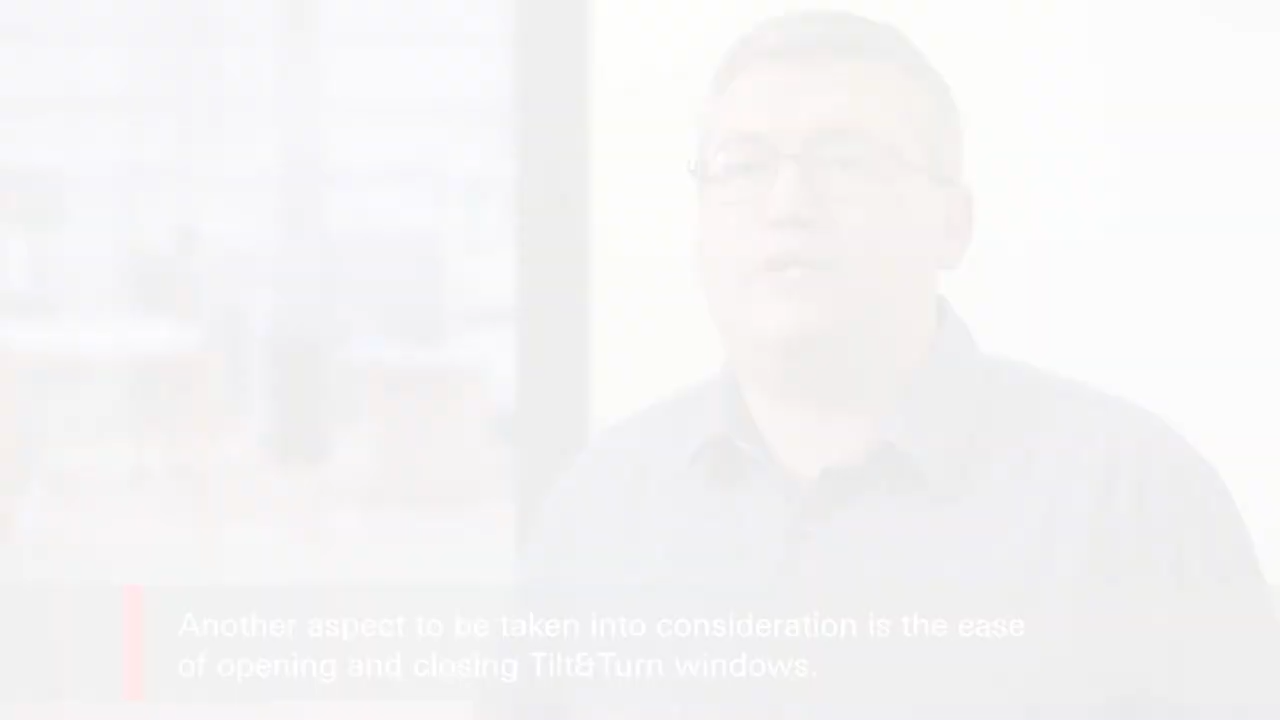 Another aspect to be taken into consideration is the ease
of opening and closing Tilt&Turn windows.